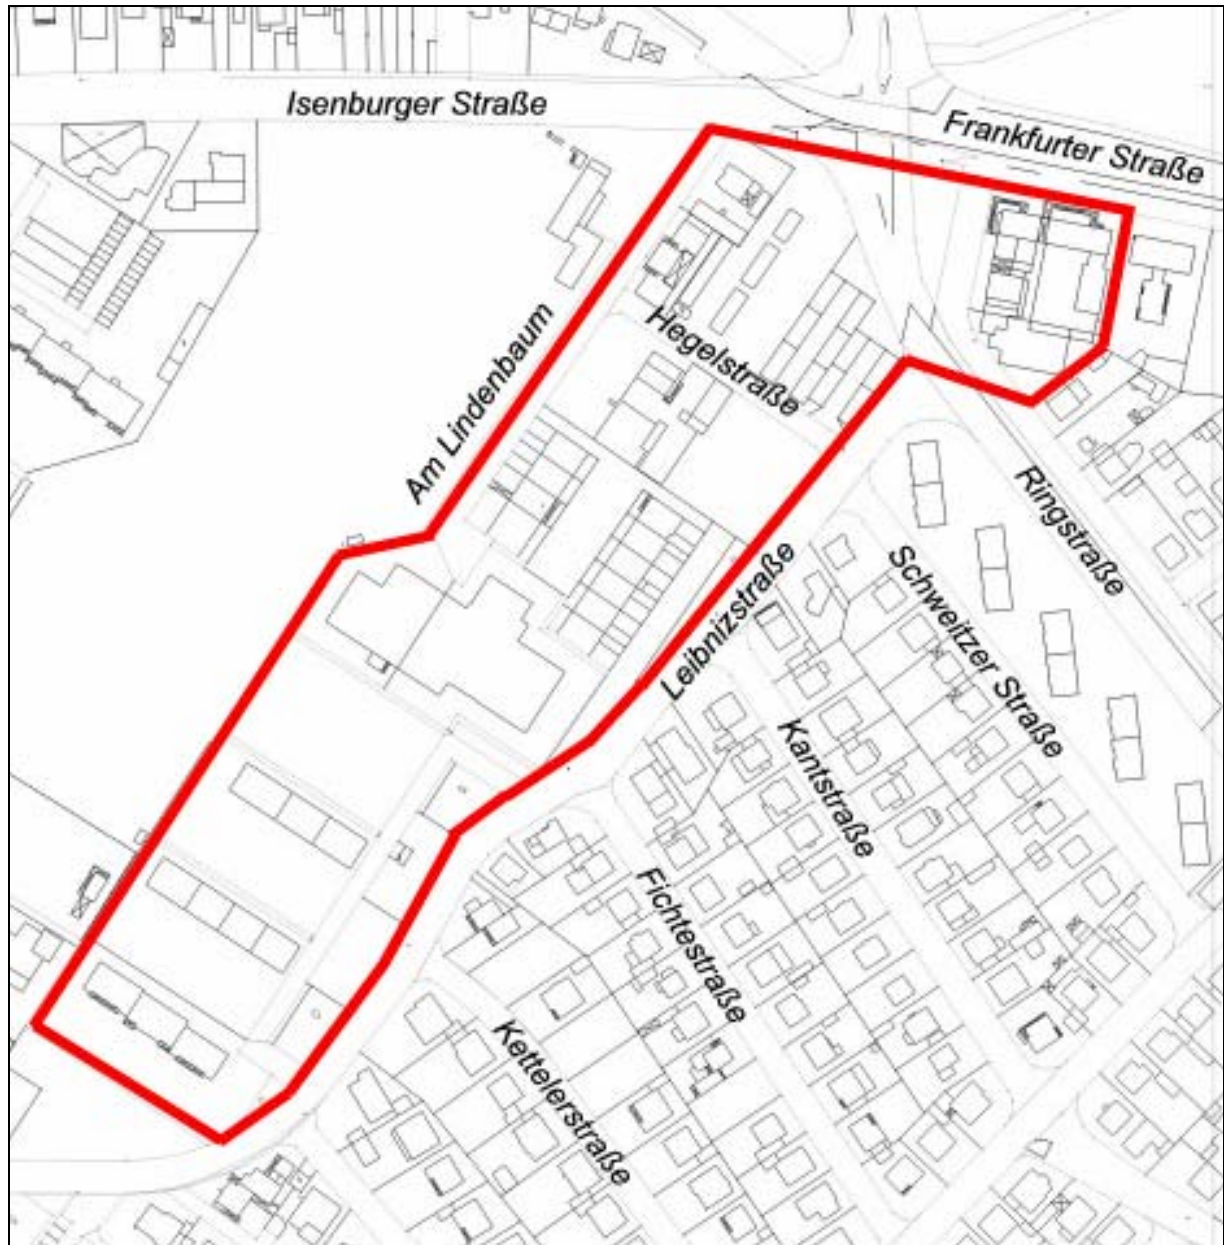 Isenburger Straße
Frankfurter Straße
Hegelstraße
Am Lindenbaum
Ringstraße
Leibnizstraße
Schweitzer Straße
Kantstraße
Fichtestraße
Kettelerstraße